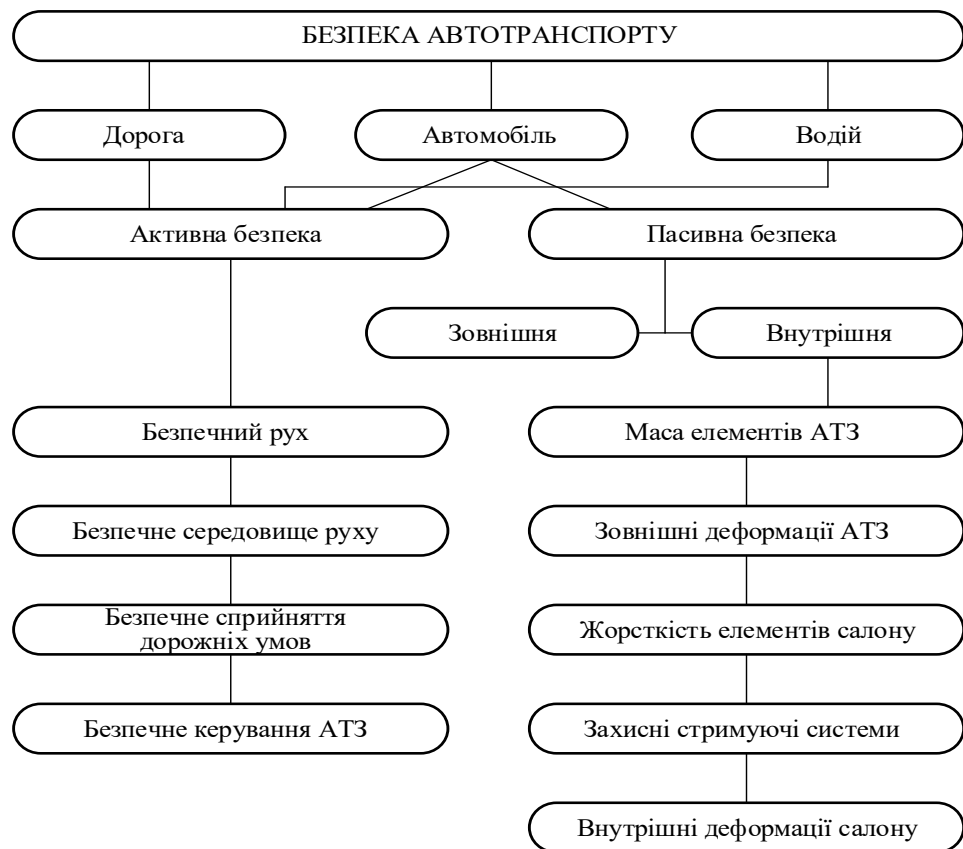 БЕЗПЕКА АВТОТРАНСПОРТУ
Дорога
Автомобіль
Водій
Активна безпека
Пасивна безпека
Зовнішня
Внутрішня
Безпечний рух
Маса елементів АТЗ
Безпечне середовище руху
Зовнішні деформації АТЗ
Безпечне сприйняття
дорожніх умов
Жорсткість елементів салону
Безпечне керування АТЗ
Захисні стримуючі системи
Внутрішні деформації салону